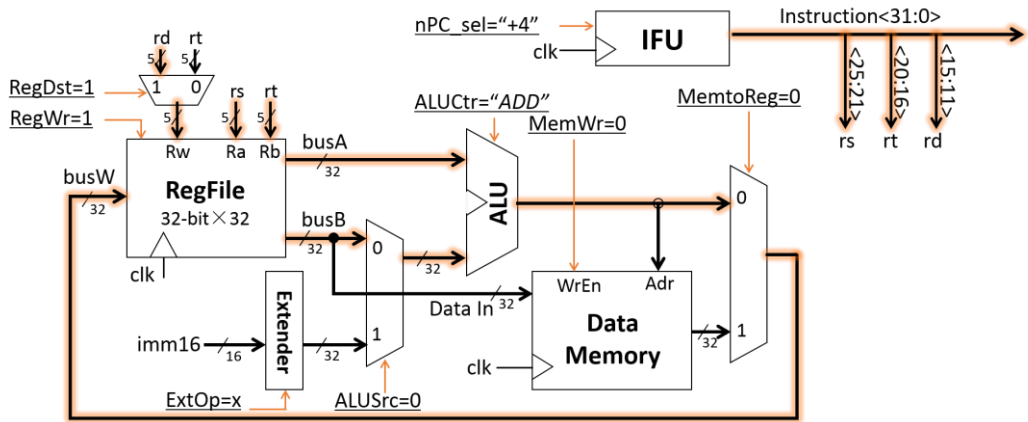 nPC_sel="+4"
clk
IFU
Instruction<31:0>
<25:21>
<20:16>
<15:11>
rs
rt
rd
rd
rt
5
5
1
0
RegDst=1
RegWr=1
rs
rt
5
5
5
Rw
Ra
Rb
busW
32
RegFile
32-bit×32
clk
busA
32
busB
32
ALUCtr="ADD"
MemWr=0
MemtoReg=0
ALU
0
1
32
Data In
32
WrEn
Adr
Data
Memory
clk
32
0
1
imm16
16
Extender
32
ExtOp=x
ALUSrc=0